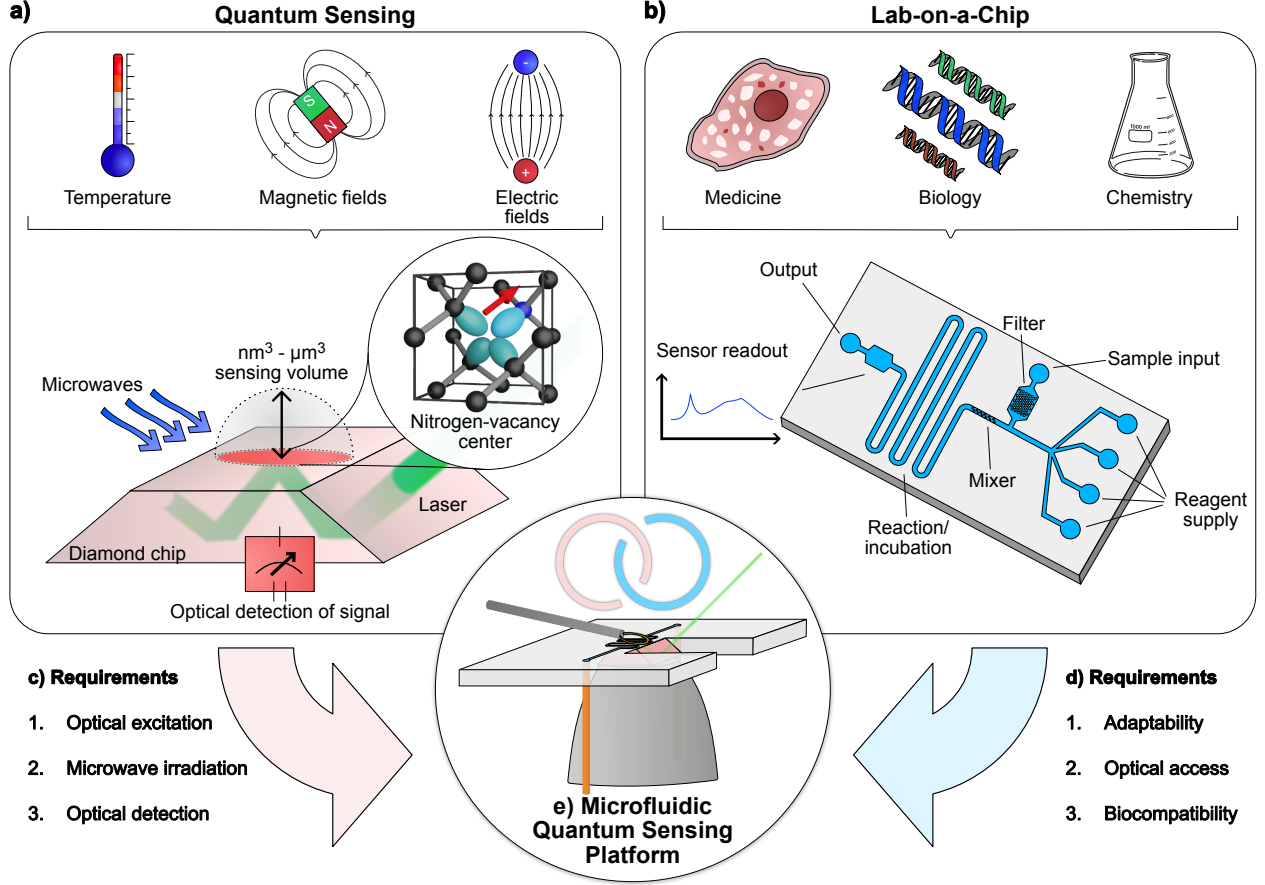 a)
Quantum Sensing
S
N
-
+
Temperature
Magnetic fields
Electric
fields
nm³ - µm³
sensing volume
Microwaves
Nitrogen-vacancy
center
Laser
Diamond chip
Optical detection of signal
b)
Lab-on-a-Chip
1000 ml
Medicine
Biology
Chemistry
Output
Filter
Sensor readout
Sample input
Mixer
Reagent
supply
Reaction/
incubation
c) Requirements
1. Optical excitation
2. Microwave irradiation
3. Optical detection
d) Requirements
1. Adaptability
2. Optical access
3. Biocompatibility
e) Microfluidic
Quantum Sensing
Platform